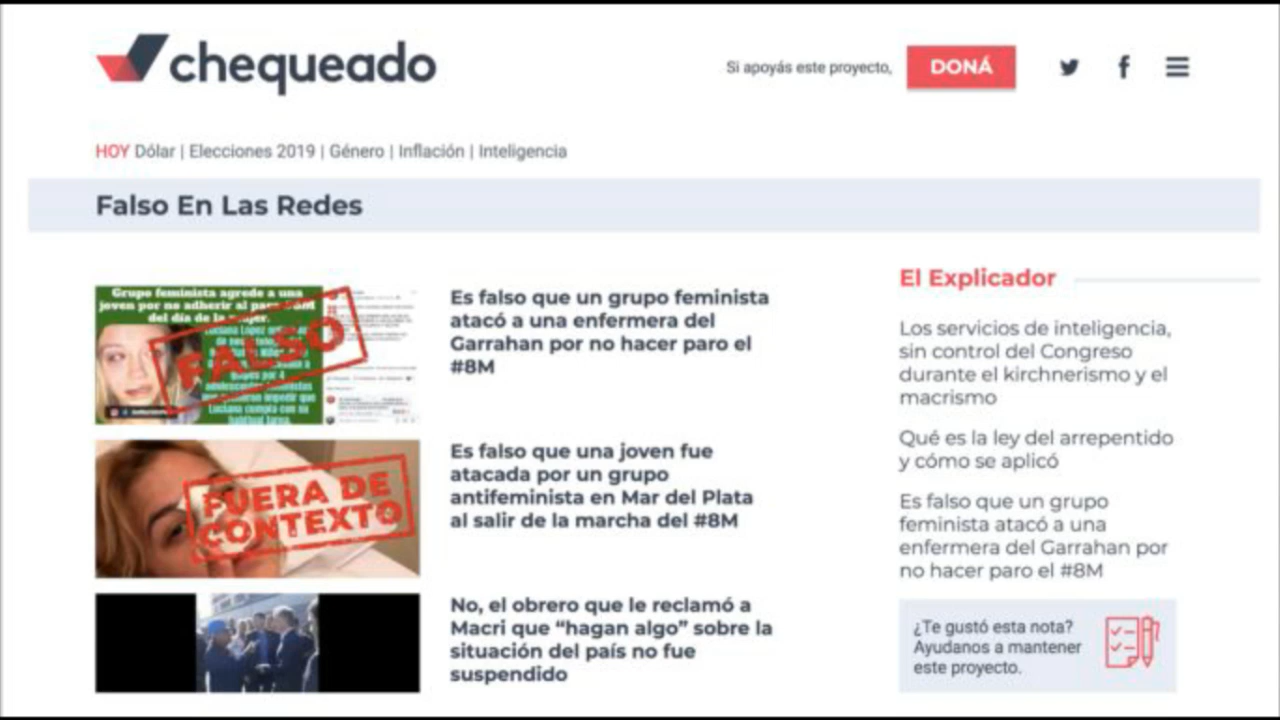 chequeado
Si apoyás este proyecto,
DONÁ
HOY Dólar | Elecciones 2019 | Género | Inflación | Inteligencia
Falso En Las Redes
Grupo feminista agrede a una
joven por no adherir al
del día de la
FALSO
Es falso que un grupo feminista
atacó a una enfermera del
Garrahan por no hacer paro el
#8M
FUERA DE
CONTEXTO
Es falso que una joven fue
atacada por un grupo
antifeminista en Mar del Plata
al salir de la marcha del #8M
No, el obrero que le reclamó a
Macri que “hagan algo” sobre la
situación del país no fue
suspendido
El Explicador
Los servicios de inteligencia,
sin control del Congreso
durante el kirchnerismo y el
macrismo
Qué es la ley del arrepentido
y cómo se aplicó
Es falso que un grupo
feminista atacó a una
enfermera del Garrahan por
no hacer paro el #8M
¿Te gustó esta nota?
Ayudanos a mantener
este proyecto.